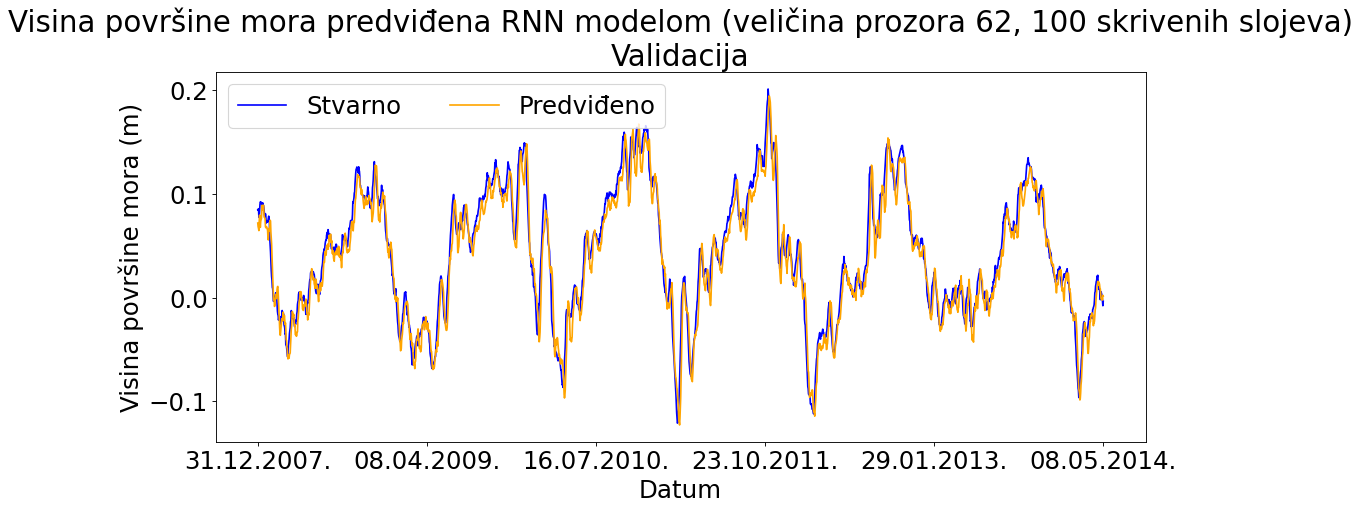 Visina površine mora predviđena RNN modelom (veličina prozora 62, 100 skrivenih slojeva)
Validacija
Stvarno
Predviđeno
Visina površine mora (m)
0.2
0.1
0.0
−0.1
31.12.2007.
08.04.2009.
16.07.2010.
23.10.2011.
29.01.2013.
08.05.2014.
Datum